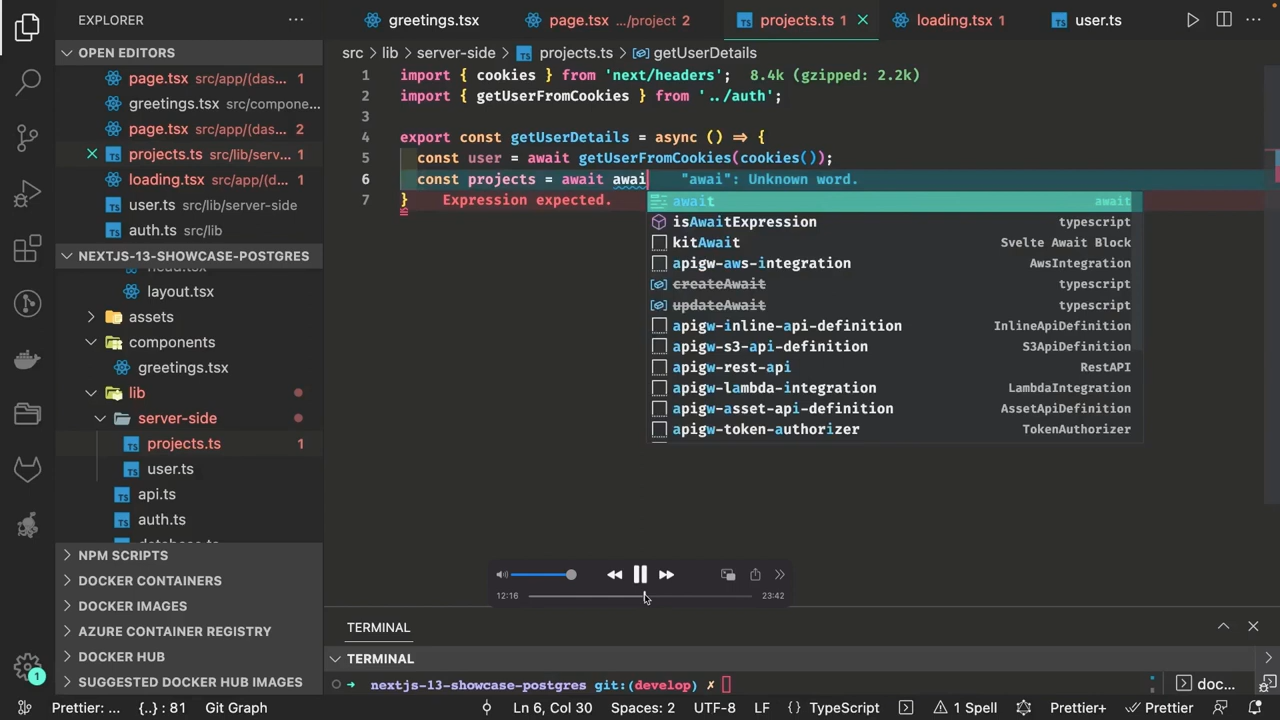 EXPLORER
OPEN EDITORS
page.tsx src/app/(das... 1
greetings.tsx src/compone...
page.tsx src/app/(das... 2
projects.ts src/lib/serv... 1
loading.tsx src/app/(da... 1
user.ts src/lib/server-side
auth.ts src/lib
NEXTJS-13-SHOWCASE-POSTGRES
layout.tsx
assets
components
greetings.tsx
lib
server-side
projects.ts 1
user.ts
api.ts
auth.ts
NPM SCRIPTS
DOCKER CONTAINERS
DOCKER IMAGES
AZURE CONTAINER REGISTRY
DOCKER HUB
SUGGESTED DOCKER HUB IMAGES
1
greetings.tsx page.tsx .../project 2 projects.ts 1 loading.tsx 1 user.ts
src > lib > server-side > projects.ts > getUserDetails
1 import { cookies } from 'next/headers'; 8.4k (gzipped: 2.2k)
2 import { getUserFromCookies } from '../auth';
3
4 export const getUserDetails = async () => {
5 const user = await getUserFromCookies(cookies());
6 const projects = await awai "awai": Unknown word.
7 } Expression expected.
await await
isAwaitExpression typescript
kitAwait Svelte Await Block
apigw-aws-integration AwsIntegration
createAwait typescript
updateAwait typescript
apigw-inline-api-definition InlineApiDefinition
apigw-s3-api-definition S3ApiDefinition
apigw-rest-api RestAPI
apigw-lambda-integration LambdaIntegration
apigw-asset-api-definition AssetApiDefinition
apigw-token-authorizer TokenAuthorizer
12:16 23:42
TERMINAL
TERMINAL
nextjs-13-showcase-postgres git:(develop) ✗
doc...
Prettier: ... {..} : 81 Git Graph Ln 6, Col 30 Spaces: 2 UTF-8 LF {} TypeScript 1 Spell Prettier+ Prettier